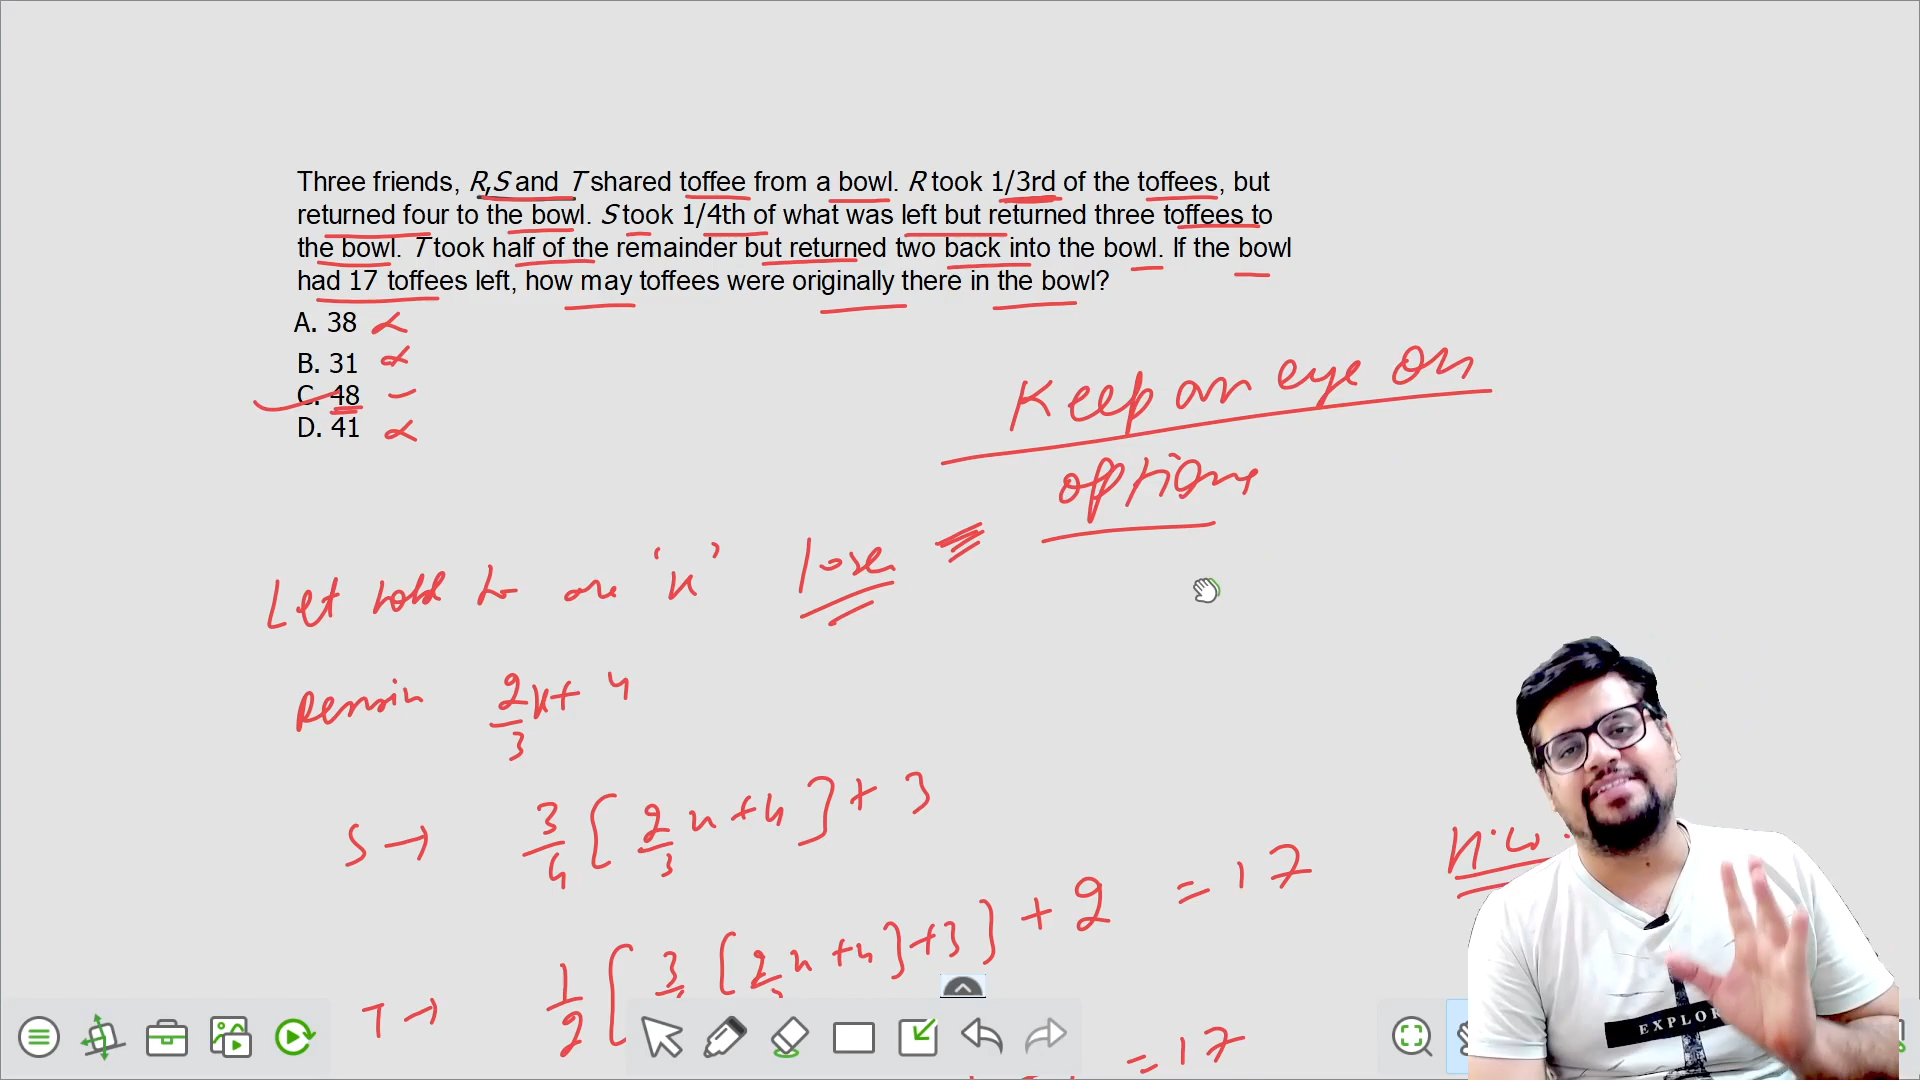 Three friends, R,S and T shared toffee from a bowl. R took 1/3rd of the toffees, but
returned four to the bowl. S took 1/4th of what was left but returned three toffees to
the bowl. T took half of the remainder but returned two back into the bowl. If the bowl
had 17 toffees left, how may toffees were originally there in the bowl?
A. 38
B. 31
C. 48
D. 41
Keep an eye on
options
Let are 'x'
Remain 2/3 x + 4
S → 3/4 [ 2/3 x + 4 ] + 3
T → 1/2 [ 3/4 [ 2/3 x + 4 ] + 3 ] + 2 = 17
= 17
EXPLOR